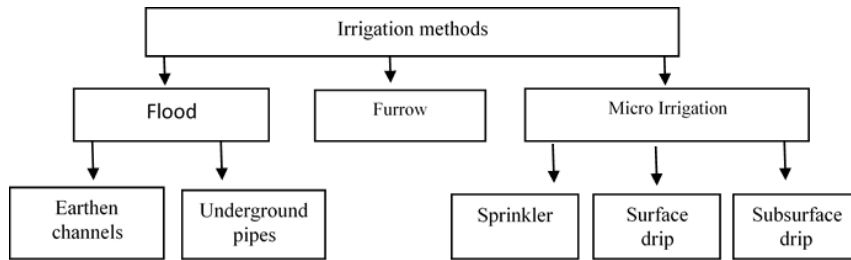 Irrigation methods
Flood
Furrow
Micro Irrigation
Earthen
channels
Underground
pipes
Sprinkler
Surface
drip
Subsurface
drip